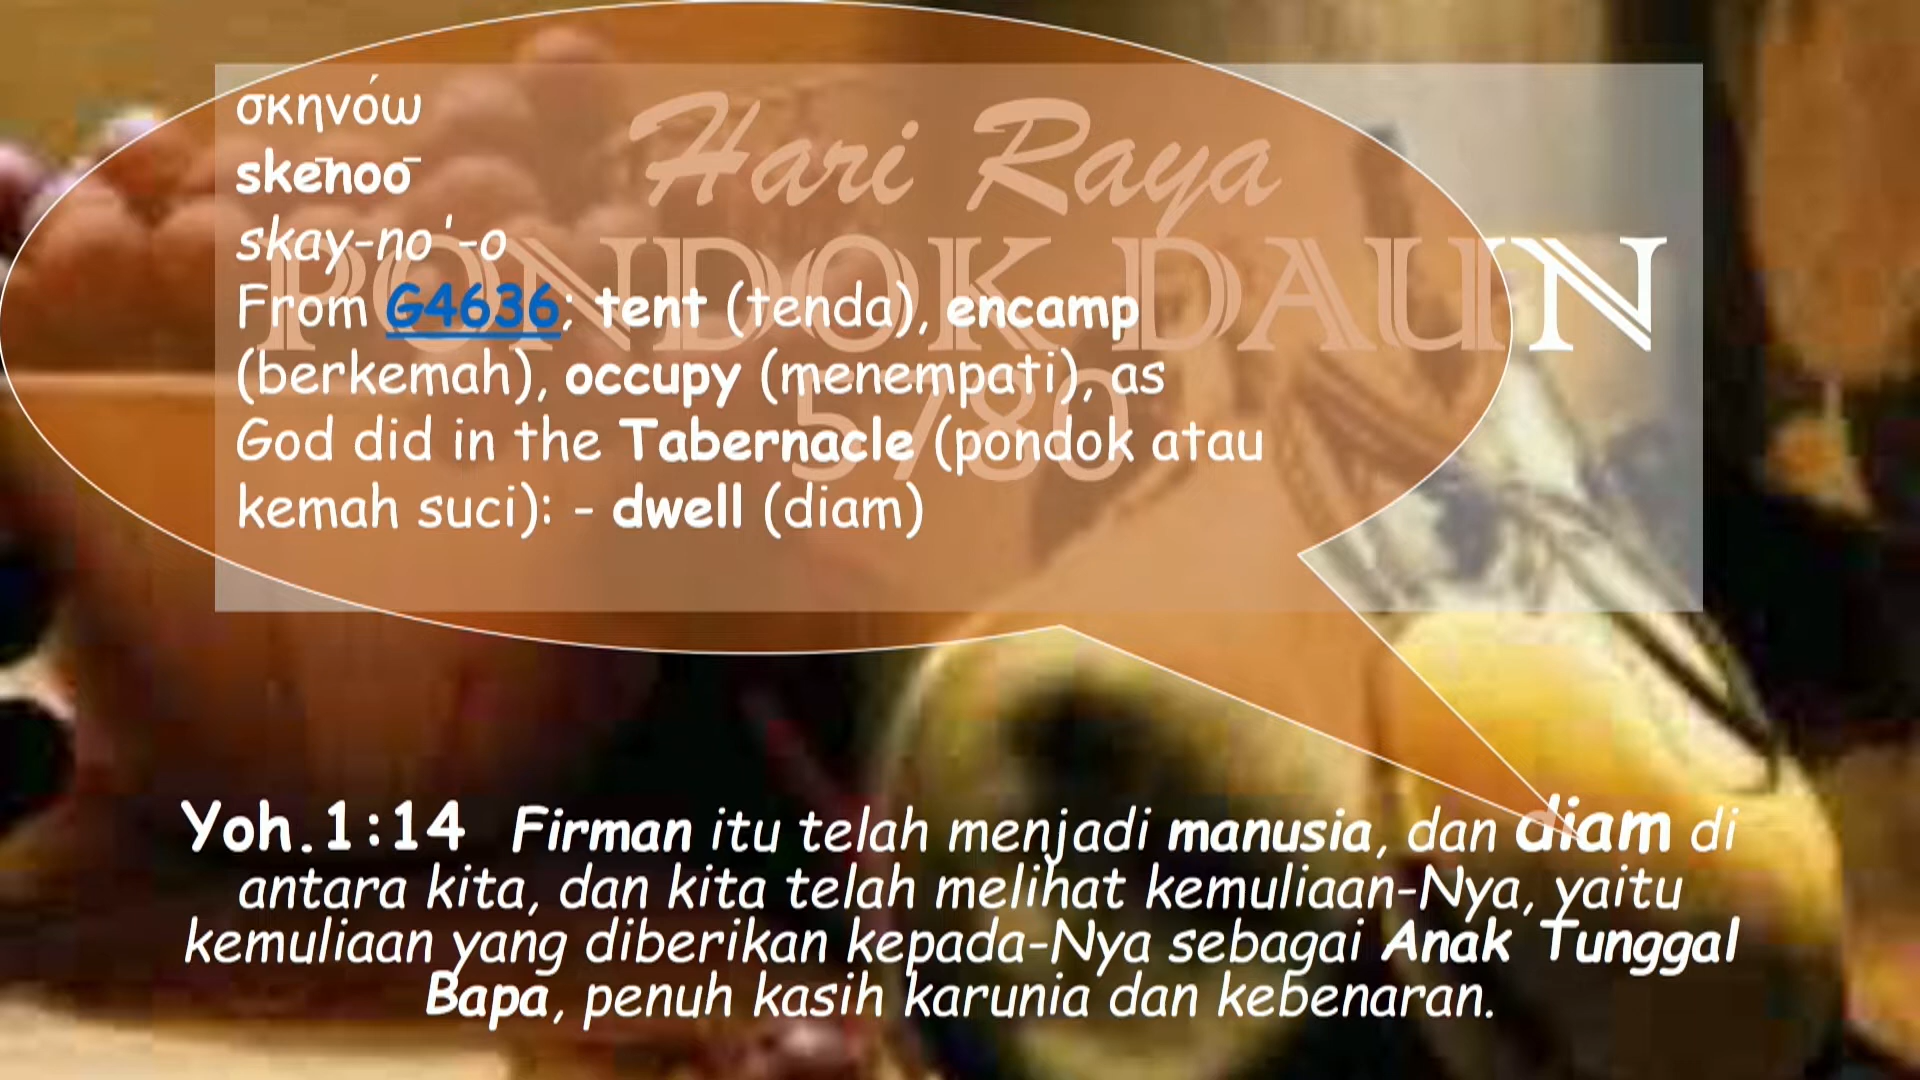 σκηνόω
skēnoō
skay-no'-o
From G4636; tent (tenda), encamp
(berkemah), occupy (menempati), as
God did in the Tabernacle (pondok atau
kemah suci): - dwell (diam)
Hari Raya
PONDOK DAUN
5780
Yoh.1:14 Firman itu telah menjadi manusia, dan diam di
antara kita, dan kita telah melihat kemuliaan-Nya, yaitu
kemuliaan yang diberikan kepada-Nya sebagai Anak Tunggal
Bapa, penuh kasih karunia dan kebenaran.